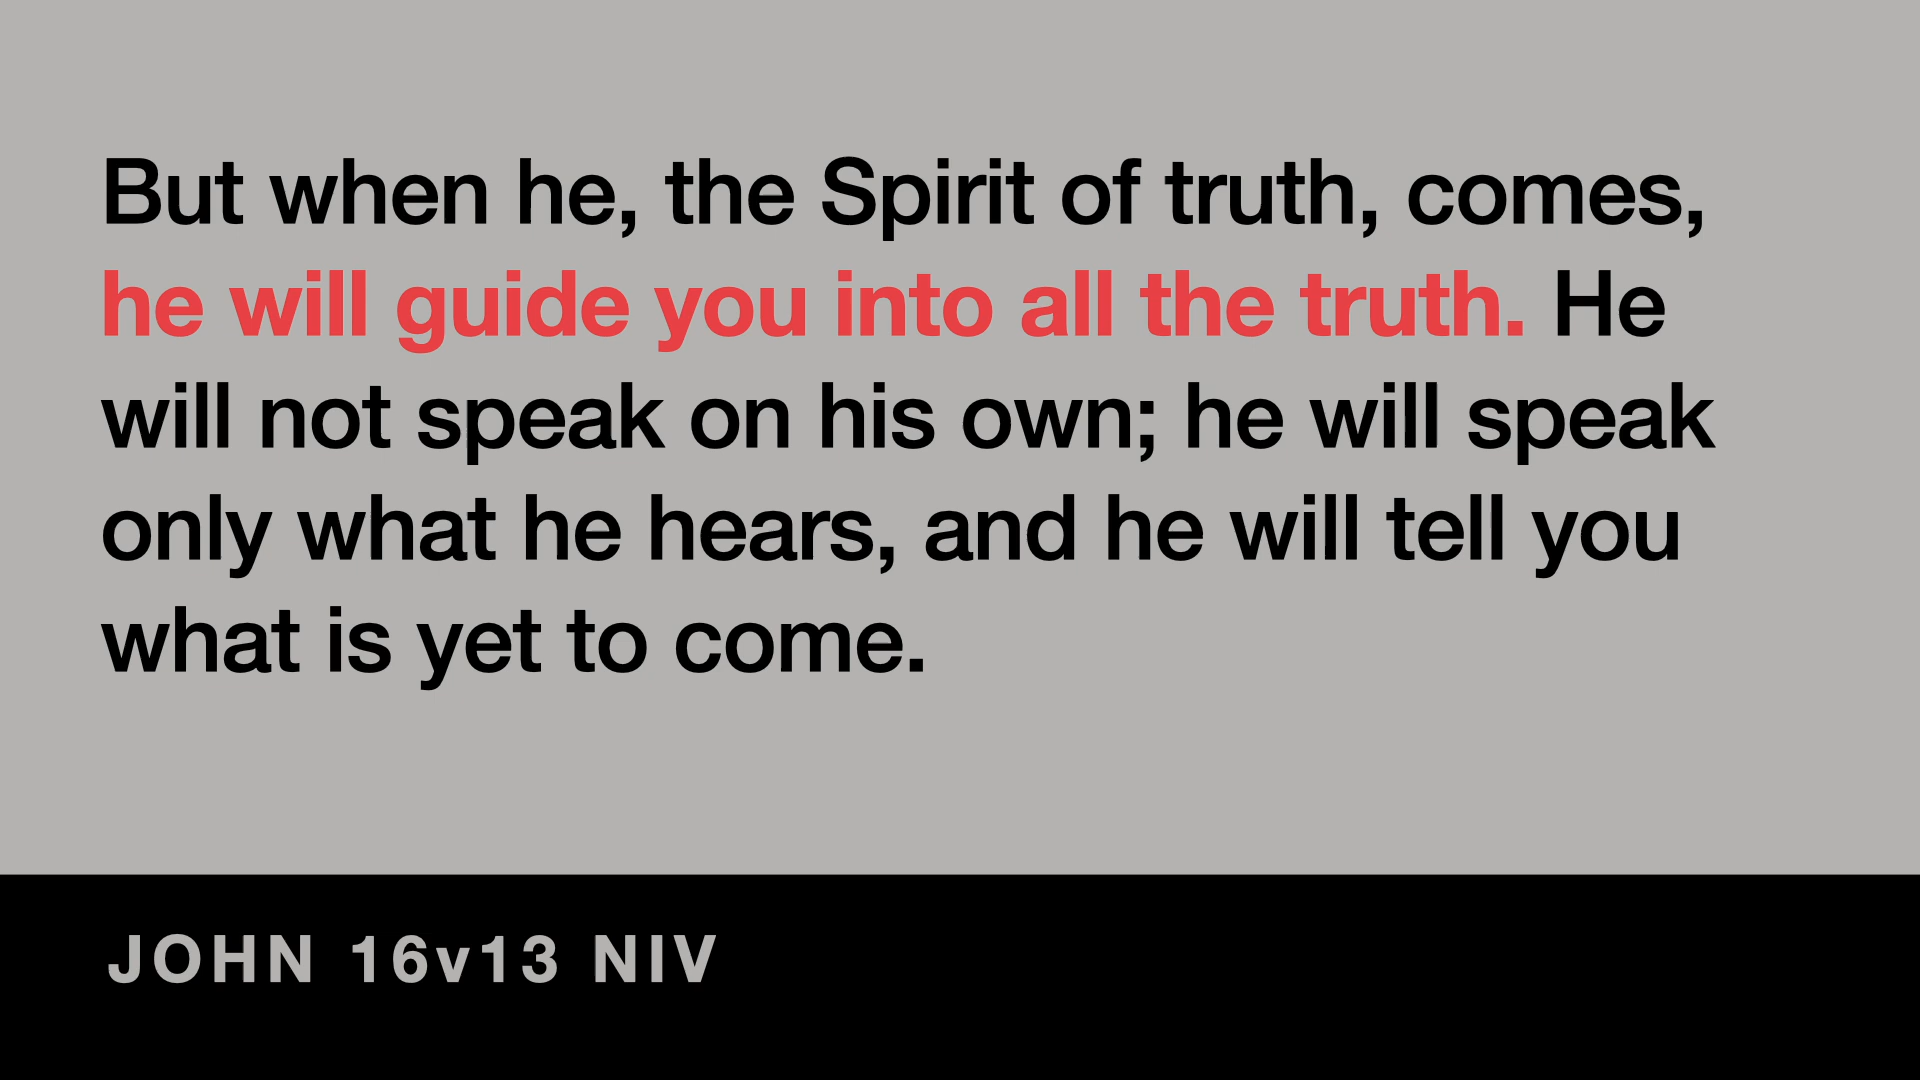 But when he, the Spirit of truth, comes,
he will guide you into all the truth. He
will not speak on his own; he will speak
only what he hears, and he will tell you
what is yet to come.
JOHN 16v13 NIV